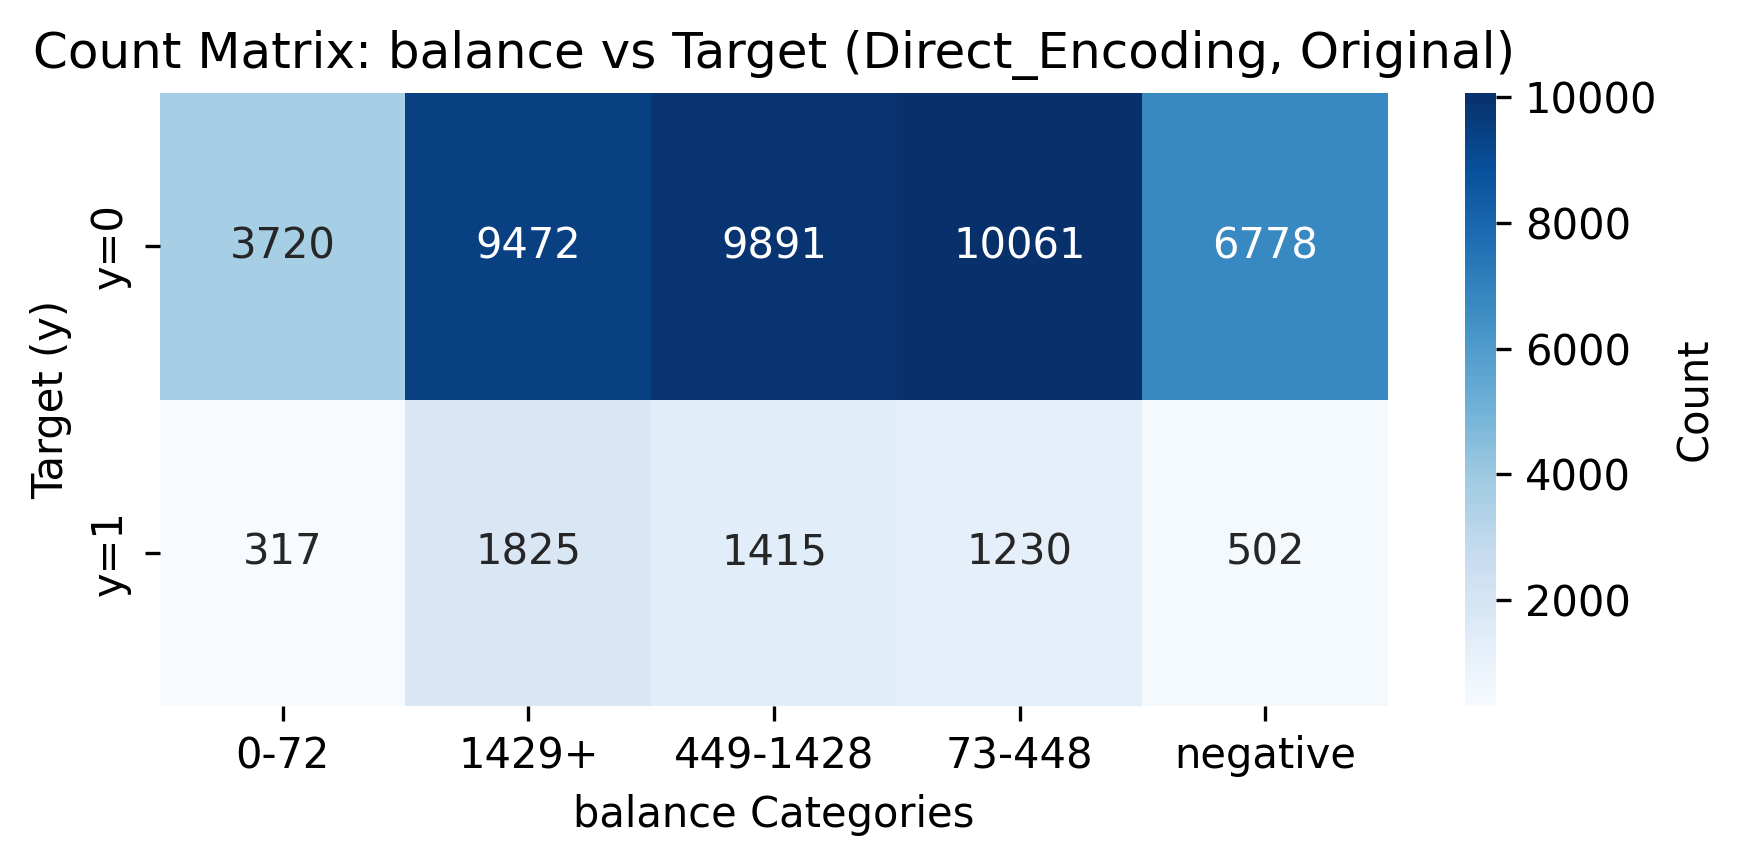 Count Matrix: balance vs Target (Direct_Encoding, Original)
Target (y)
y=0
3720 9472 9891 10061 6778
y=1
317 1825 1415 1230 502
0-72 1429+ 449-1428 73-448 negative
balance Categories
10000
8000
6000
4000
2000
Count